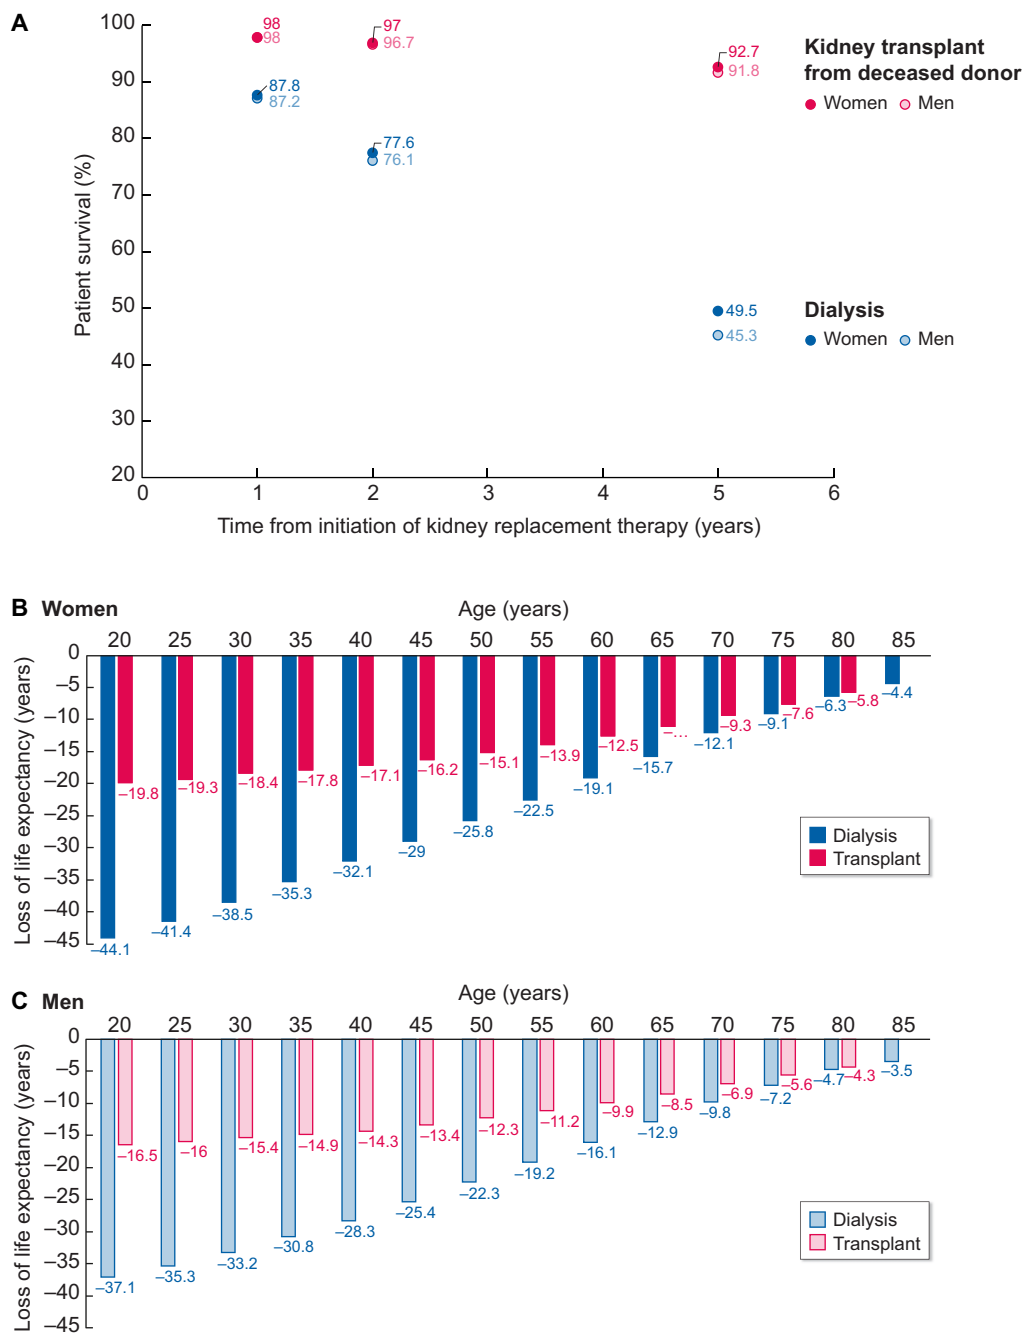 A
100
90
80
70
60
50
40
30
20
Patient survival (%)
98
98
97
96.7
92.7
91.8
87.8
87.2
77.6
76.1
49.5
45.3
Kidney transplant
from deceased donor
Women Men
Dialysis
Women Men
0 1 2 3 4 5 6
Time from initiation of kidney replacement therapy (years)
B Women
Age (years)
20 25 30 35 40 45 50 55 60 65 70 75 80 85
Loss of life expectancy (years)
0
–5
–10
–15
–20
–25
–30
–35
–40
–45
–44.1 –41.4 –38.5 –35.3 –32.1 –29 –25.8 –22.5 –19.1 –15.7 –12.1 –9.1 –6.3 –4.4
–19.8 –19.3 –18.4 –17.8 –17.1 –16.2 –15.1 –13.9 –12.5 –... –9.3 –7.6 –5.8
Dialysis
Transplant
C Men
Age (years)
20 25 30 35 40 45 50 55 60 65 70 75 80 85
Loss of life expectancy (years)
0
–5
–10
–15
–20
–25
–30
–35
–40
–45
–37.1 –35.3 –33.2 –30.8 –28.3 –25.4 –22.3 –19.2 –16.1 –12.9 –9.8 –7.2 –4.7 –3.5
–16.5 –16 –15.4 –14.9 –14.3 –13.4 –12.3 –11.2 –9.9 –8.5 –6.9 –5.6 –4.3
Dialysis
Transplant